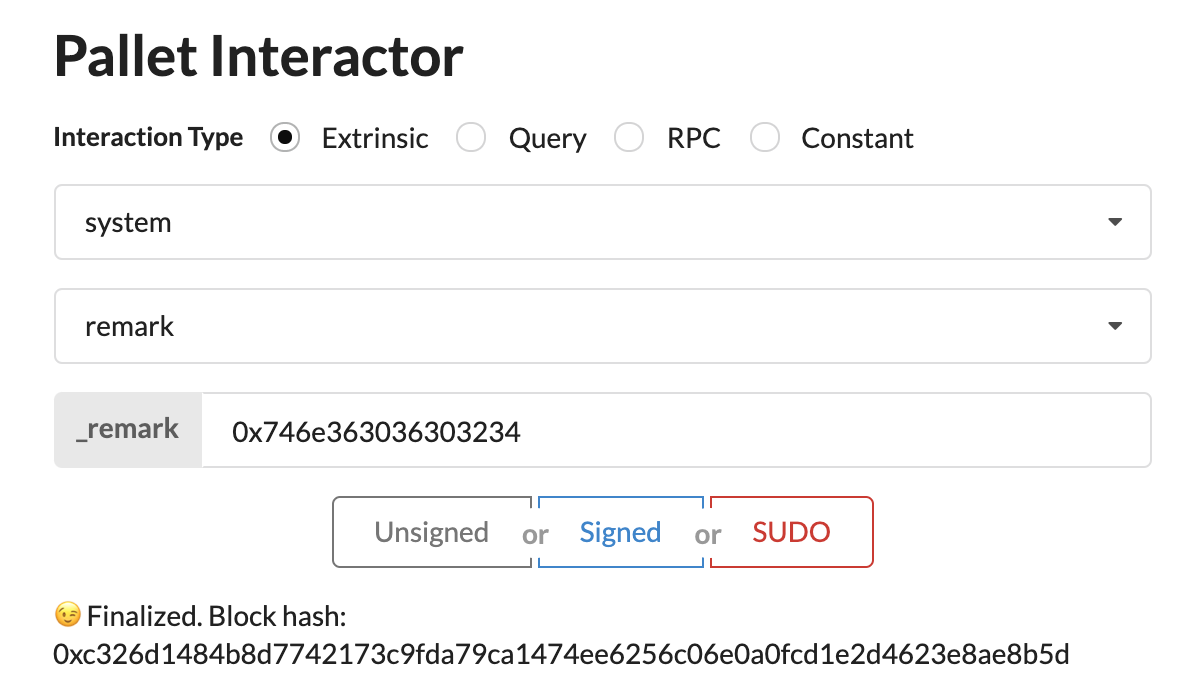 Pallet Interactor
Interaction Type Extrinsic Query RPC Constant
system
remark
_remark 0x746e363036303234
Unsigned or Signed or SUDO
😉 Finalized. Block hash:
0xc326d1484b8d7742173c9fda79ca1474ee6256c06e0a0fcd1e2d4623e8ae8b5d